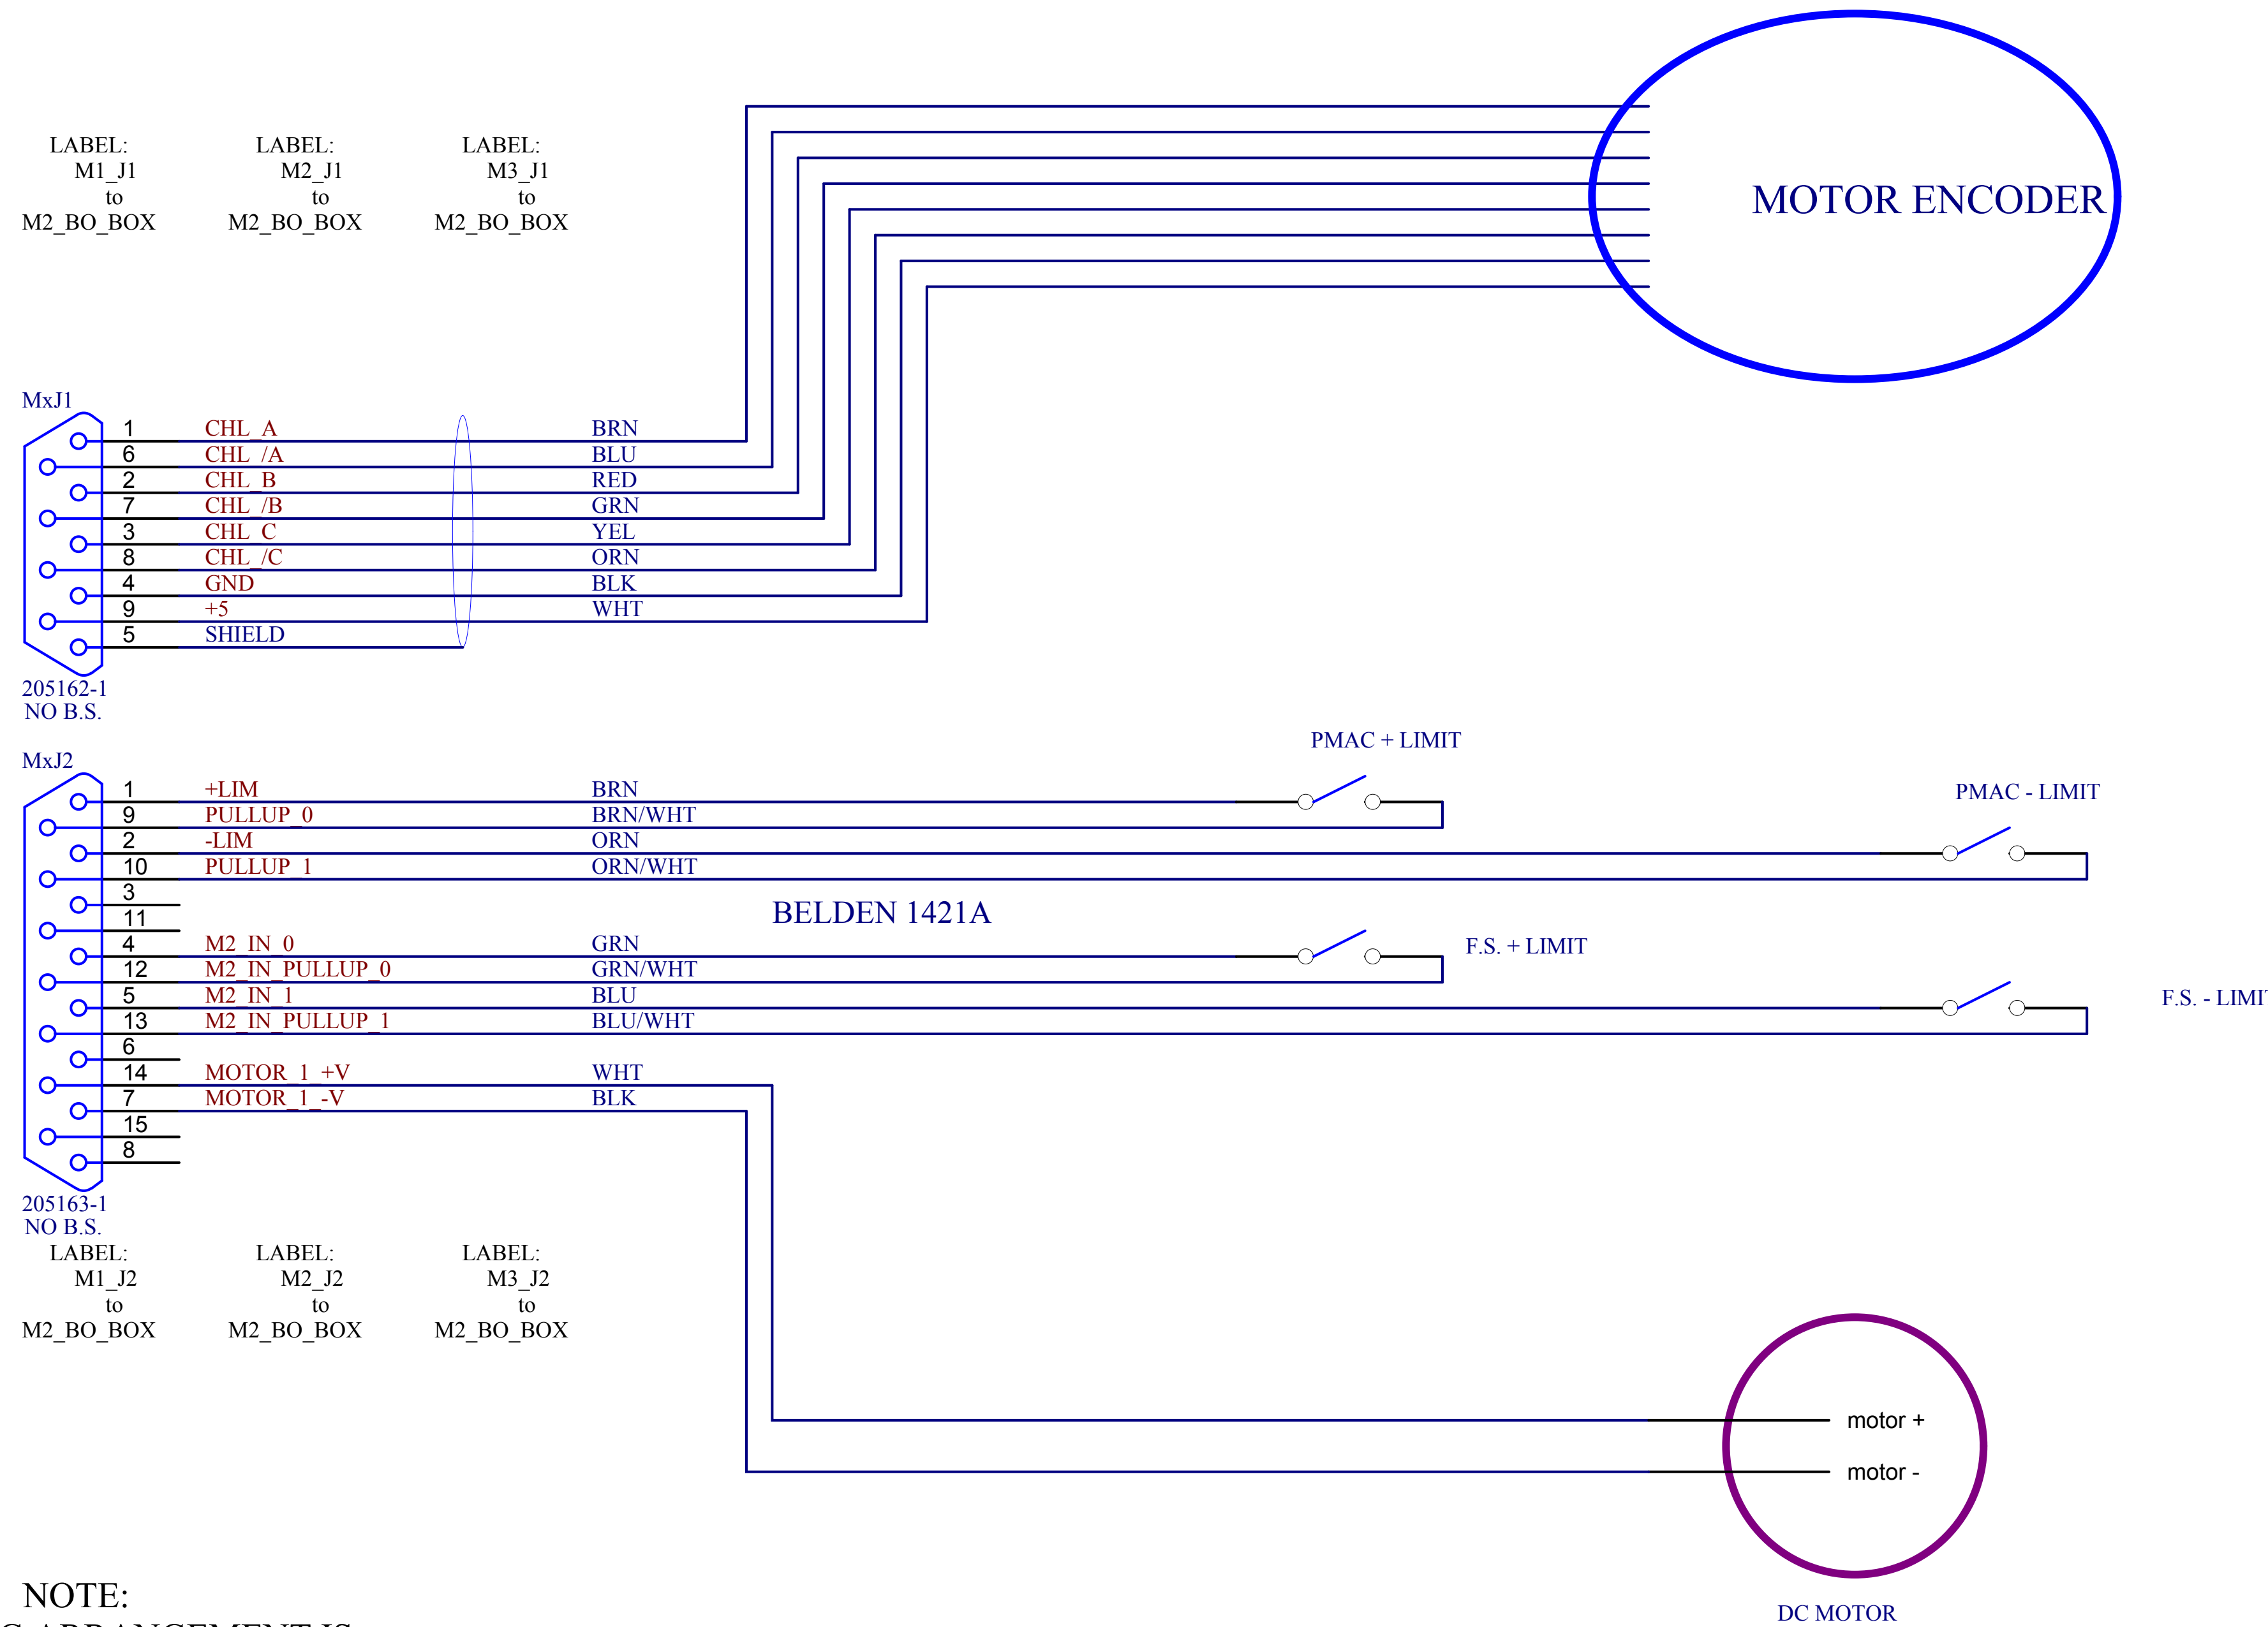 MOTOR ENCODER
LABEL:
M1_J1
to
M2_BO_BOX
LABEL:
M2_J1
to
M2_BO_BOX
LABEL:
M3_J1
to
M2_BO_BOX
MxJ1
1 CHL_A BRN
6 CHL_/A BLU
2 CHL_B RED
7 CHL_/B GRN
3 CHL_C YEL
8 CHL_/C ORN
4 GND BLK
9 +5 WHT
5 SHIELD
205162-1
NO B.S.
PMAC + LIMIT
PMAC - LIMIT
MxJ2
1 +LIM BRN
9 PULLUP_0 BRN/WHT
2 -LIM ORN
10 PULLUP_1 ORN/WHT
3
11
BELDEN 1421A
4 M2_IN_0 GRN
F.S. + LIMIT
12 M2_IN_PULLUP_0 GRN/WHT
5 M2_IN_1 BLU
F.S. - LIMIT
13 M2_IN_PULLUP_1 BLU/WHT
6
14 MOTOR_1_+V WHT
7 MOTOR_1_-V BLK
15
8
205163-1
NO B.S.
LABEL:
M1_J2
to
M2_BO_BOX
LABEL:
M2_J2
to
M2_BO_BOX
LABEL:
M3_J2
to
M2_BO_BOX
motor +
motor -
DC MOTOR
NOTE:
G ARRANGEMENT IS